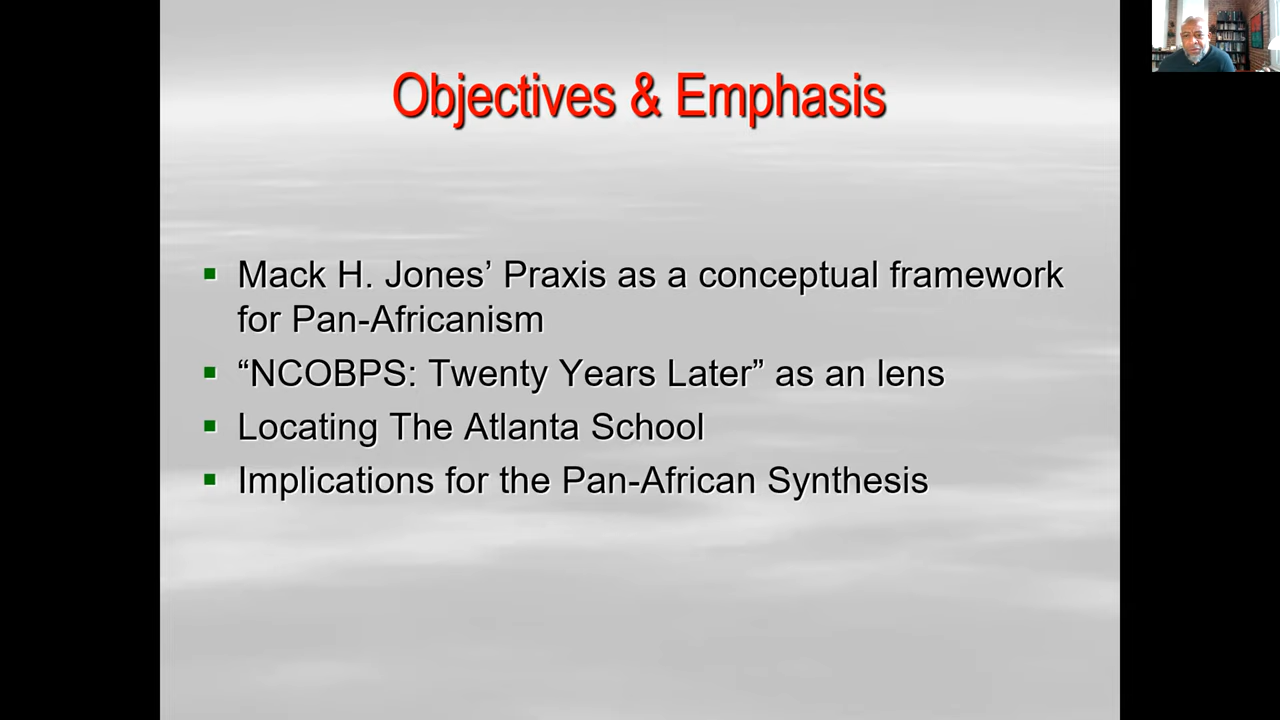 Objectives & Emphasis
Mack H. Jones’ Praxis as a conceptual framework
for Pan-Africanism
“NCOBPS: Twenty Years Later” as an lens
Locating The Atlanta School
Implications for the Pan-African Synthesis